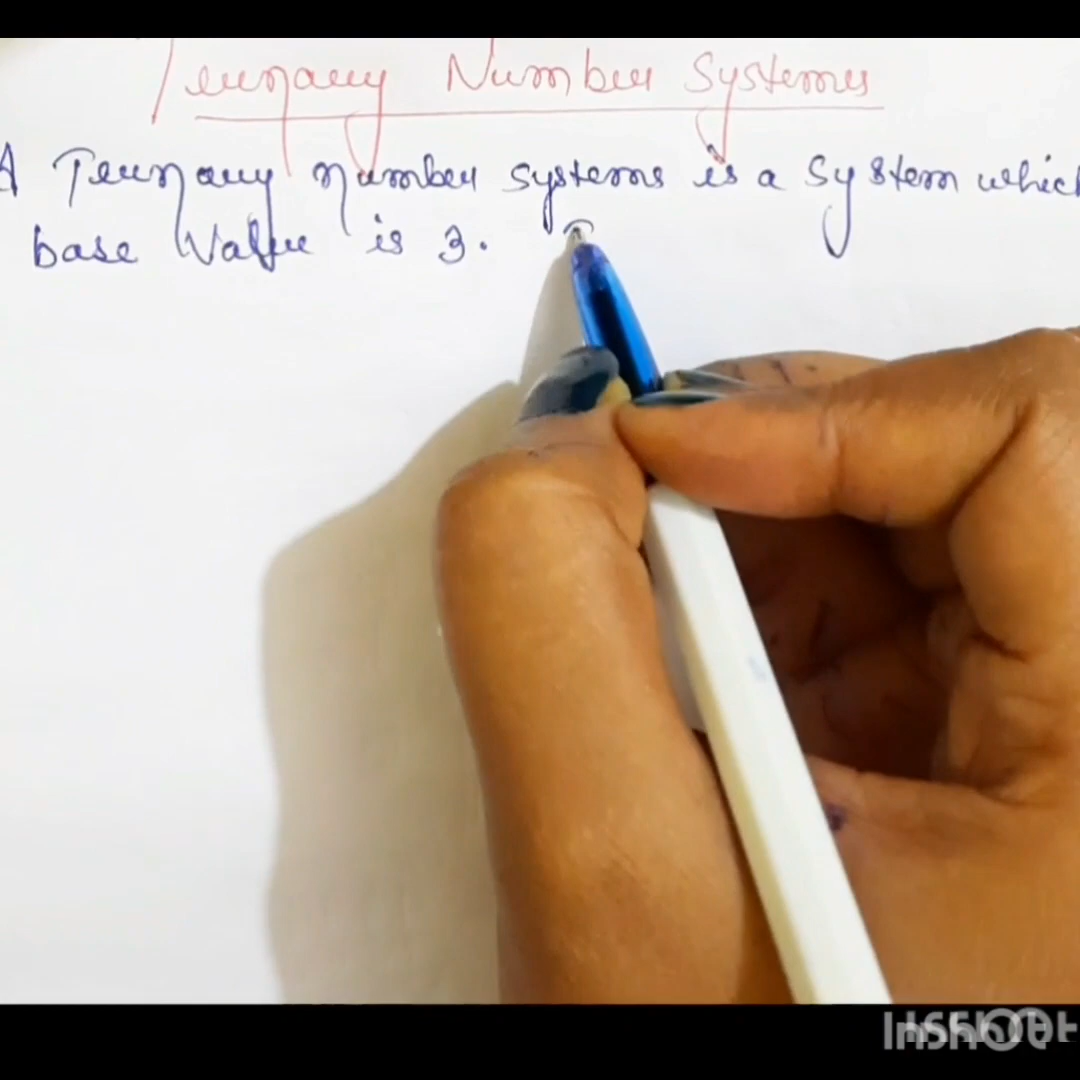 Ternary Number Systems
A Ternary number systems is a System which
base Value is 3.
InShOt